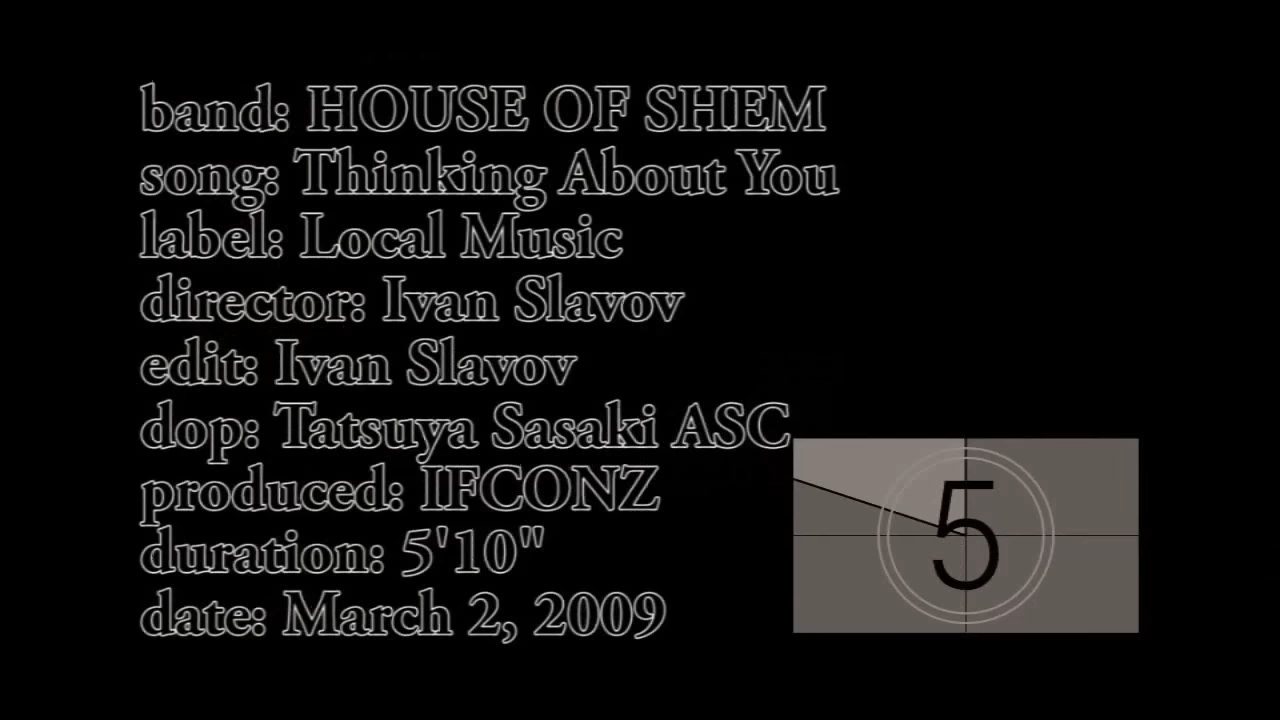 band: HOUSE OF SHEM
song: Thinking About You
label: Local Music
director: Ivan Slavov
edit: Ivan Slavov
dop: Tatsuya Sasaki ASC
produced: IFCONZ
duration: 5'10"
date: March 2, 2009
5